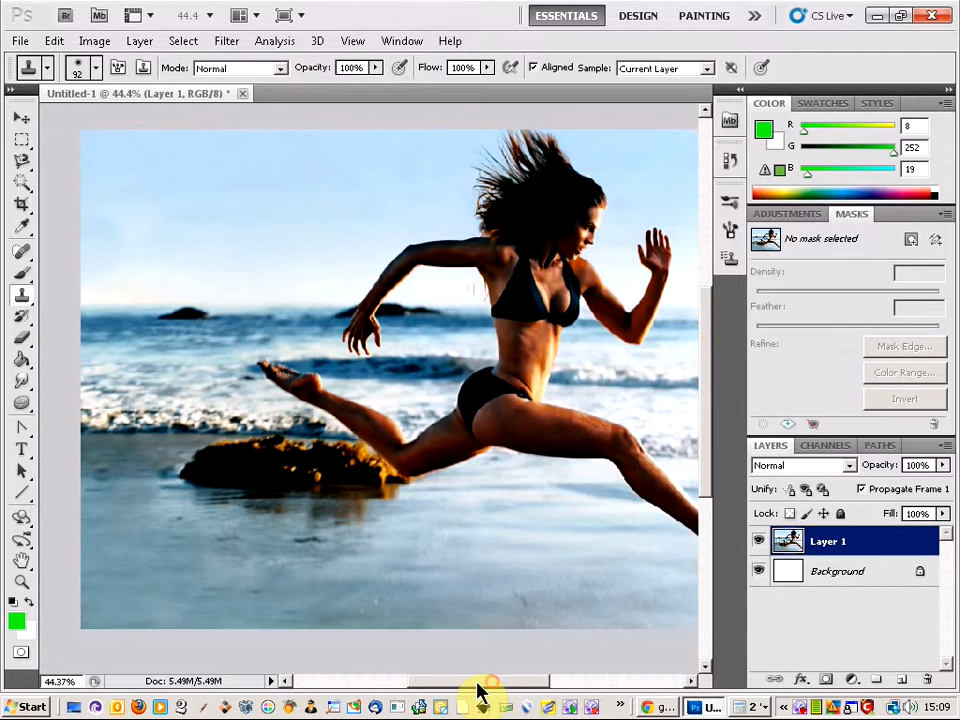 Ps Br Mb 44.4 ESSENTIALS DESIGN PAINTING CS Live
File Edit Image Layer Select Filter Analysis 3D View Window Help
92 Mode: Normal Opacity: 100% Flow: 100% Aligned Sample: Current Layer
Untitled-1 @ 44.4% (Layer 1, RGB/8) *
COLOR SWATCHES STYLES
Mb
R 8
G 252
B 19
ADJUSTMENTS MASKS
No mask selected
Density:
Feather:
Refine: Mask Edge...
Color Range...
Invert
LAYERS CHANNELS PATHS
Normal Opacity: 100%
Unify: Propagate Frame 1
Lock: Fill: 100%
Layer 1
Background
44.37% Doc: 5.49M/5.49M
Start g... U... 2 ' 15:09